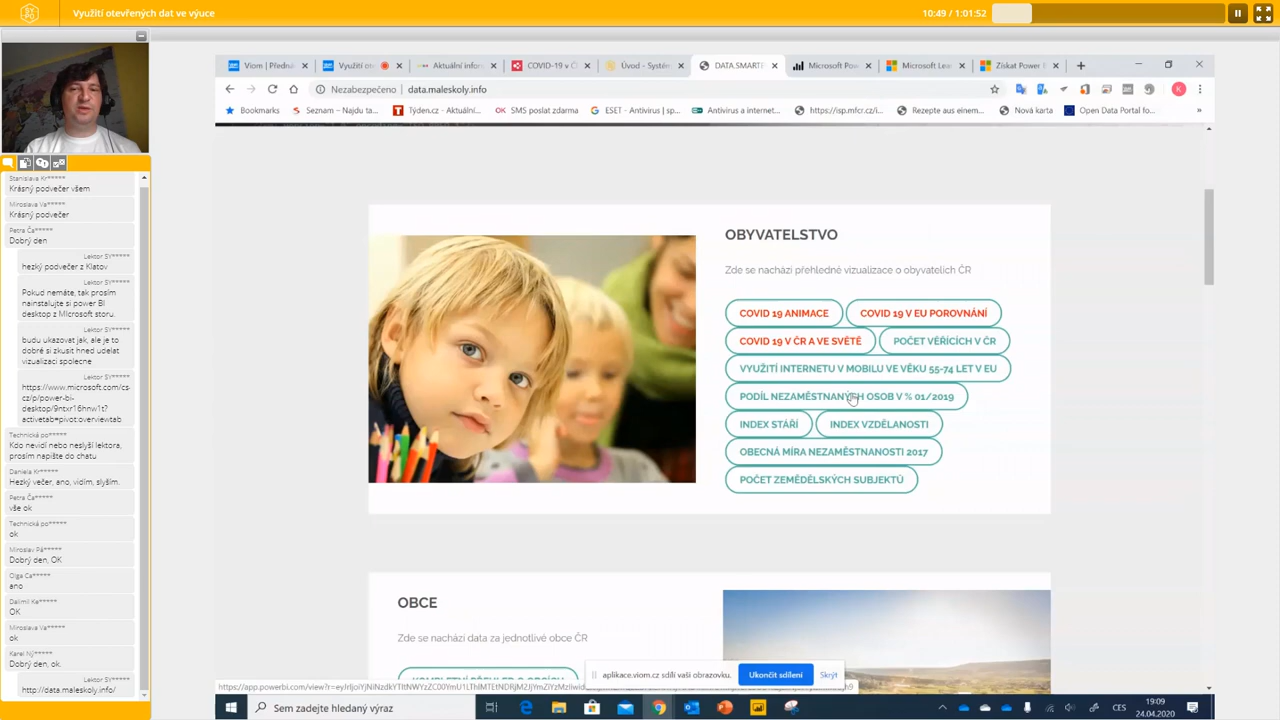 SY
PO
Využití otevřených dat ve výuce
10:49 / 1:01:52
Viom | Předná
Využití ote
Aktuální infor
COVID-19 v Č
Úvod - Systém
DATA.SMART
Microsoft Pow
Microsoft Lea
Získat Power B
Nezabezpečeno
data.maleskoly.info
Bookmarks
Seznam – Najdu ta...
Týden.cz - Aktuální...
SMS poslat zdarma
ESET - Antivirus | sp...
Antivirus a internet...
https://isp.mfcr.cz/i...
Rezepte aus einem...
Nová karta
Open Data Portal fo...
»
Stanislava Kr*****
Krásný podvečer všem
Miroslava Va*****
Krásný podvečer
Petra Ča*****
Dobrý den
Lektor SY*****
hezký podvečer z Klatov
Lektor SY*****
Pokud nemáte, tak prosím
nainstalujte si power BI
desktop z Microsoft storu.
Lektor SY*****
budu ukazovat jak, ale je to
dobré si zkusit hned udelat
vizualizaci spolecne
Lektor SY*****
https://www.microsoft.com/cs-
cz/p/power-bi-
desktop/9ntxr16hnw1t?
activetab=pivot:overviewtab
Technická po*****
Kdo nevidí nebo neslyší lektora,
prosím napište do chatu
Daniela Kr*****
Hezký večer, ano, vidím, slyším.
Petra Ča*****
vše ok
Technická po*****
ok
Miroslav Pá*****
Dobrý den, OK
Olga Ca*****
ano
Dalimil Ka*****
OK
Miroslava Va*****
ok
Karel Ný*****
Dobrý den, ok.
Lektor SY*****
http://data.maleskoly.info/
OBYVATELSTVO
Zde se nachází přehledné vizualizace o obyvatelích ČR
COVID 19 ANIMACE
COVID 19 V EU POROVNÁNÍ
COVID 19 V ČR A VE SVĚTĚ
POČET VĚŘÍCÍCH V ČR
VYUŽITÍ INTERNETU V MOBILU VE VĚKU 55-74 LET V EU
PODÍL NEZAMĚSTNANÝCH OSOB V % 01/2019
INDEX STÁŘÍ
INDEX VZDĚLANOSTI
OBECNÁ MÍRA NEZAMĚSTNANOSTI 2017
POČET ZEMĚDĚLSKÝCH SUBJEKTŮ
OBCE
Zde se nachází data za jednotlivé obce ČR
KOMPLETNÍ PŘEHLED O OBCÍCH
aplikace.viom.cz sdílí vaši obrazovku.
Ukončit sdílení
Skrýt
Sem zadejte hledaný výraz
CES
19:09
24.04.2020